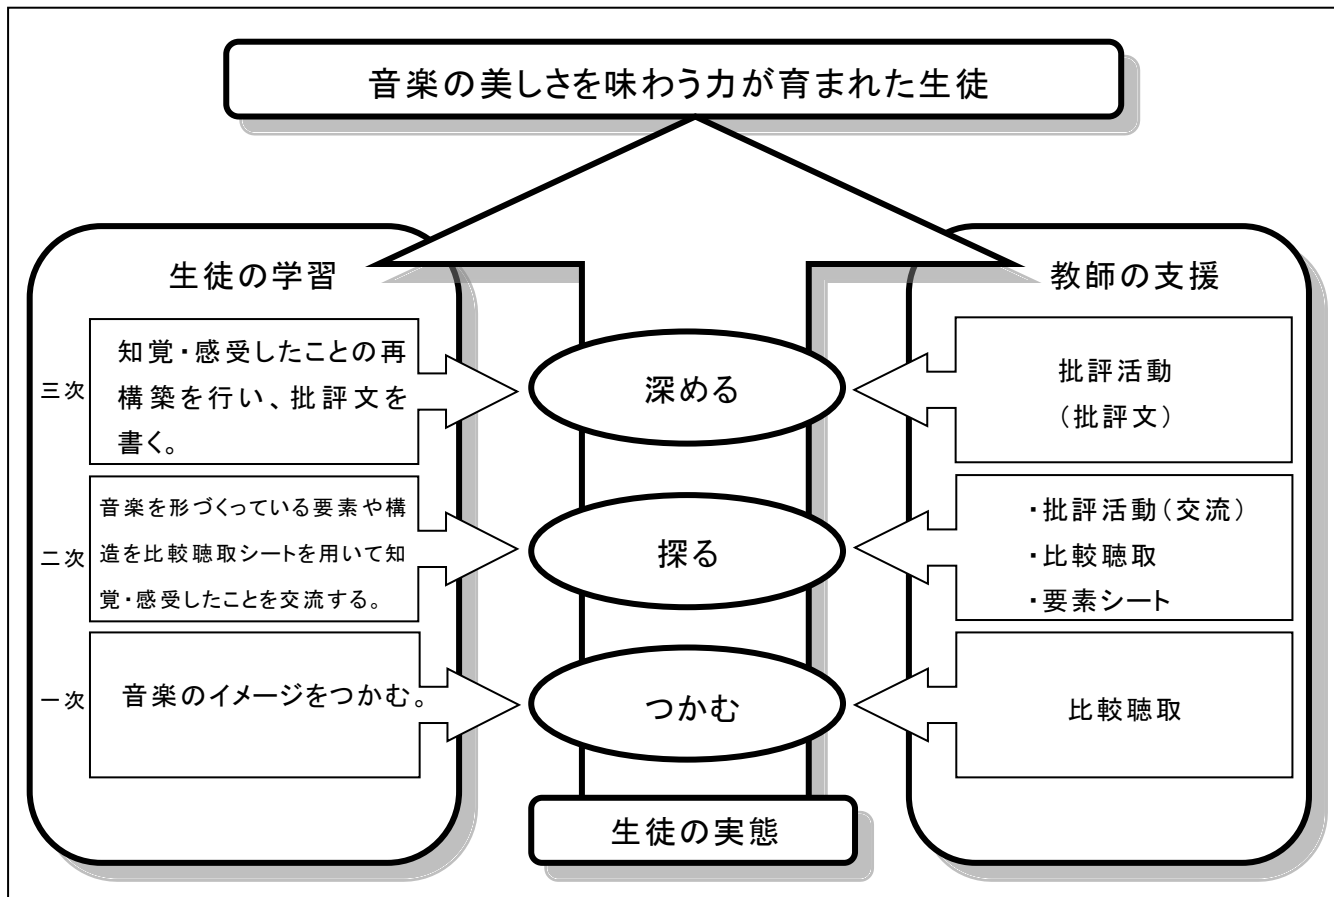 音楽の美しさを味わう力が育まれた生徒
生徒の学習
教師の支援
三次
知覚・感受したことの再
構築を行い、批評文を
書く。
深める
批評活動
（批評文）
二次
音楽を形づくっている要素や構
造を比較聴取シートを用いて知
覚・感受したことを交流する。
探る
・批評活動（交流）
・比較聴取
・要素シート
一次
音楽のイメージをつかむ。
つかむ
比較聴取
生徒の実態